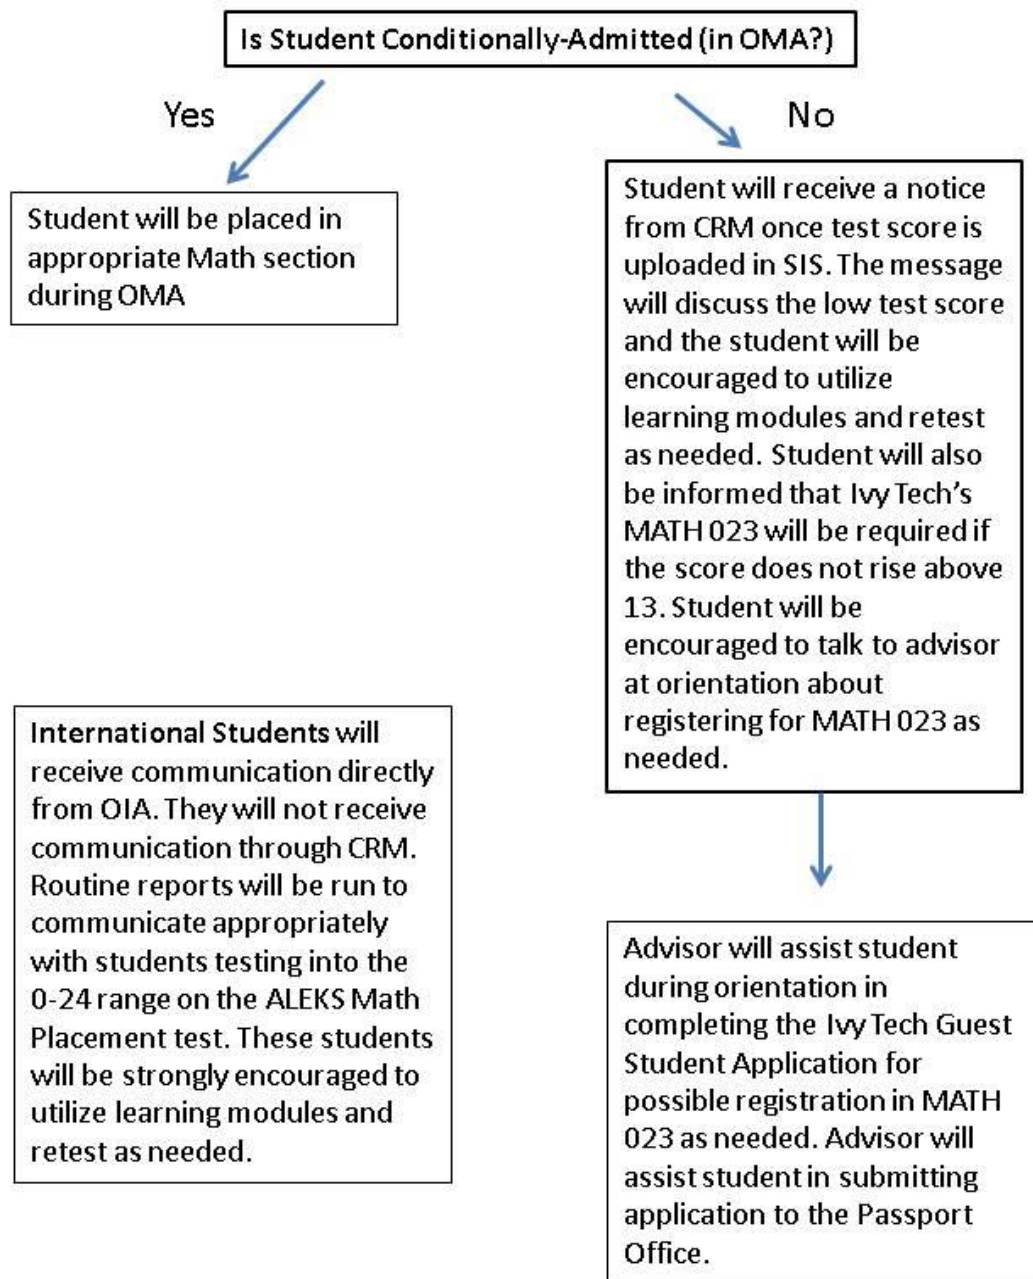 Is Student Conditionally-Admitted (in OMA?)
Yes
No
Student will be placed in
appropriate Math section
during OMA
Student will receive a notice
from CRM once test score is
uploaded in SIS. The message
will discuss the low test score
and the student will be
encouraged to utilize
learning modules and retest
as needed. Student will also
be informed that Ivy Tech’s
MATH 023 will be required if
the score does not rise above
13. Student will be
encouraged to talk to advisor
at orientation about
registering for MATH 023 as
needed.
International Students will
receive communication directly
from OIA. They will not receive
communication through CRM.
Routine reports will be run to
communicate appropriately
with students testing into the
0-24 range on the ALEKS Math
Placement test. These students
will be strongly encouraged to
utilize learning modules and
retest as needed.
Advisor will assist student
during orientation in
completing the Ivy Tech Guest
Student Application for
possible registration in MATH
023 as needed. Advisor will
assist student in submitting
application to the Passport
Office.